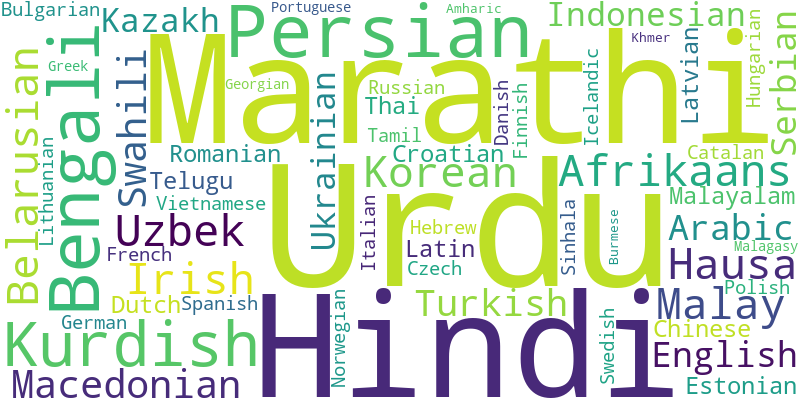 Bulgarian
Kazakh
Portuguese
Persian
Amharic
Indonesian
Marathi
Khmer
Hungarian
Serbian
Latvian
Icelandic
Greek
Bengali
Belarusian
Swahili
Georgian
Russian
Thai
Danish
Finnish
Ukrainian
Tamil
Romanian
Croatian
Catalan
Lithuanian
Telugu
Korean
Afrikaans
Vietnamese
Urdu
Malayalam
Uzbek
Italian
Hebrew
Sinhala
Burmese
Arabic
French
Latin
Malagasy
Irish
Czech
Hausa
Dutch
Spanish
Turkish
Malay
Polish
German
Norwegian
Hindi
Swedish
Chinese
Kurdish
English
Macedonian
Estonian